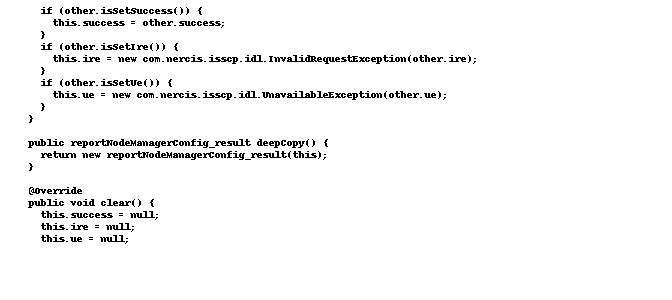 if (other.isSetSuccess()) {
this.success = other.success;
}
if (other.isSetIre()) {
this.ire = new com.nercis.isscp.idl.InvalidRequestException(other.ire);
}
if (other.isSetUe()) {
this.ue = new com.nercis.isscp.idl.UnavailableException(other.ue);
}
}
public reportNodeManagerConfig_result deepCopy() {
return new reportNodeManagerConfig_result(this);
}
@Override
public void clear() {
this.success = null;
this.ire = null;
this.ue = null;